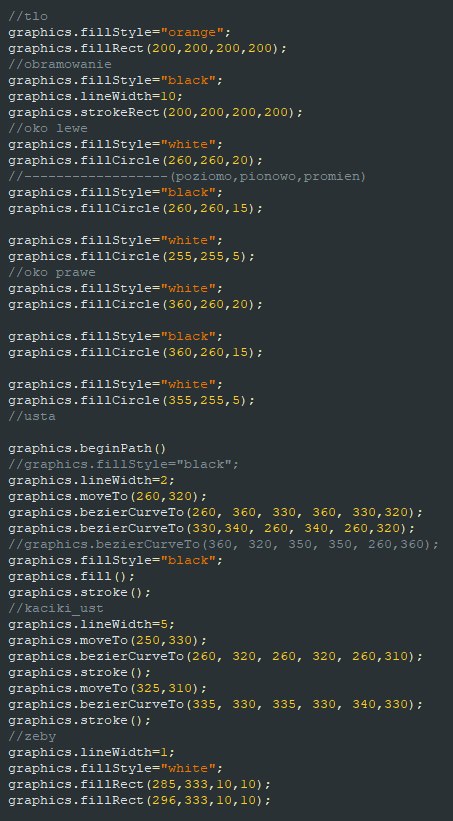 //tlo
graphics.fillStyle="orange";
graphics.fillRect(200,200,200,200);
//obramowanie
graphics.fillStyle="black";
graphics.lineWidth=10;
graphics.strokeRect(200,200,200,200);
//oko lewe
graphics.fillStyle="white";
graphics.fillCircle(260,260,20);
//------------------(poziomo,pionowo,promien)
graphics.fillStyle="black";
graphics.fillCircle(260,260,15);
graphics.fillStyle="white";
graphics.fillCircle(255,255,5);
//oko prawe
graphics.fillStyle="white";
graphics.fillCircle(360,260,20);
graphics.fillStyle="black";
graphics.fillCircle(360,260,15);
graphics.fillStyle="white";
graphics.fillCircle(355,255,5);
//usta
graphics.beginPath()
//graphics.fillStyle="black";
graphics.lineWidth=2;
graphics.moveTo(260,320);
graphics.bezierCurveTo(260, 360, 330, 360, 330,320);
graphics.bezierCurveTo(330,340, 260, 340, 260,320);
//graphics.bezierCurveTo(360, 320, 350, 350, 260,360);
graphics.fillStyle="black";
graphics.fill();
graphics.stroke();
//kaciki_ust
graphics.lineWidth=5;
graphics.moveTo(250,330);
graphics.bezierCurveTo(260, 320, 260, 320, 260,310);
graphics.stroke();
graphics.moveTo(325,310);
graphics.bezierCurveTo(335, 330, 335, 330, 340,330);
graphics.stroke();
//zeby
graphics.lineWidth=1;
graphics.fillStyle="white";
graphics.fillRect(285,333,10,10);
graphics.fillRect(296,333,10,10);